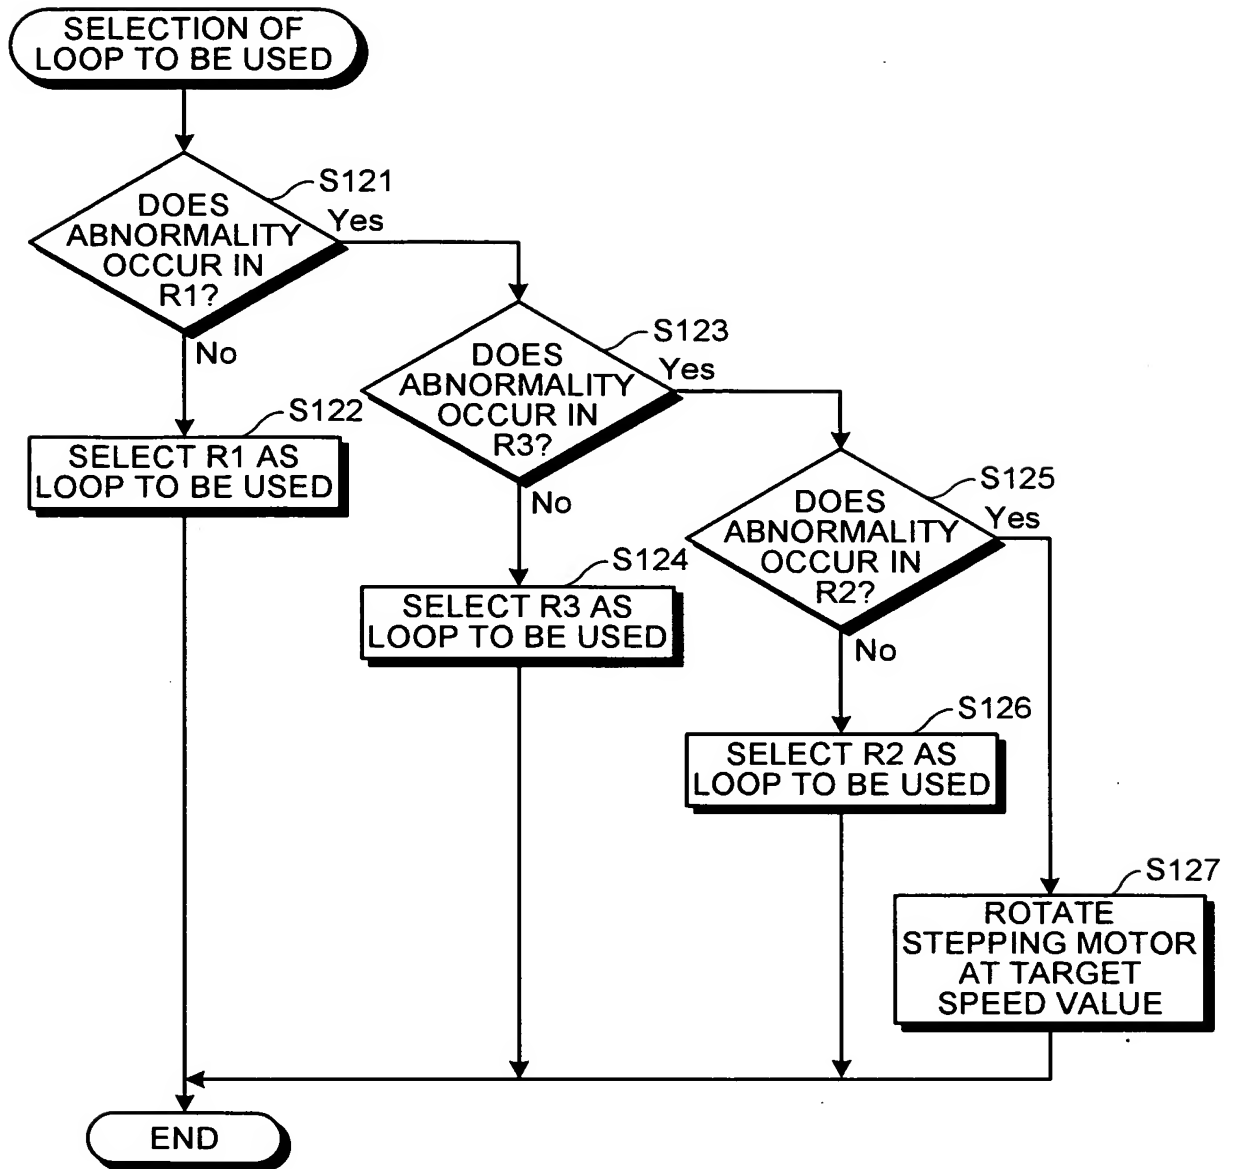 SELECTION OF
LOOP TO BE USED
S121
DOES
ABNORMALITY
OCCUR IN
R1?
Yes
No
S122
SELECT R1 AS
LOOP TO BE USED
S123
DOES
ABNORMALITY
OCCUR IN
R3?
Yes
No
S124
SELECT R3 AS
LOOP TO BE USED
S125
DOES
ABNORMALITY
OCCUR IN
R2?
Yes
No
S126
SELECT R2 AS
LOOP TO BE USED
S127
ROTATE
STEPPING MOTOR
AT TARGET
SPEED VALUE
END